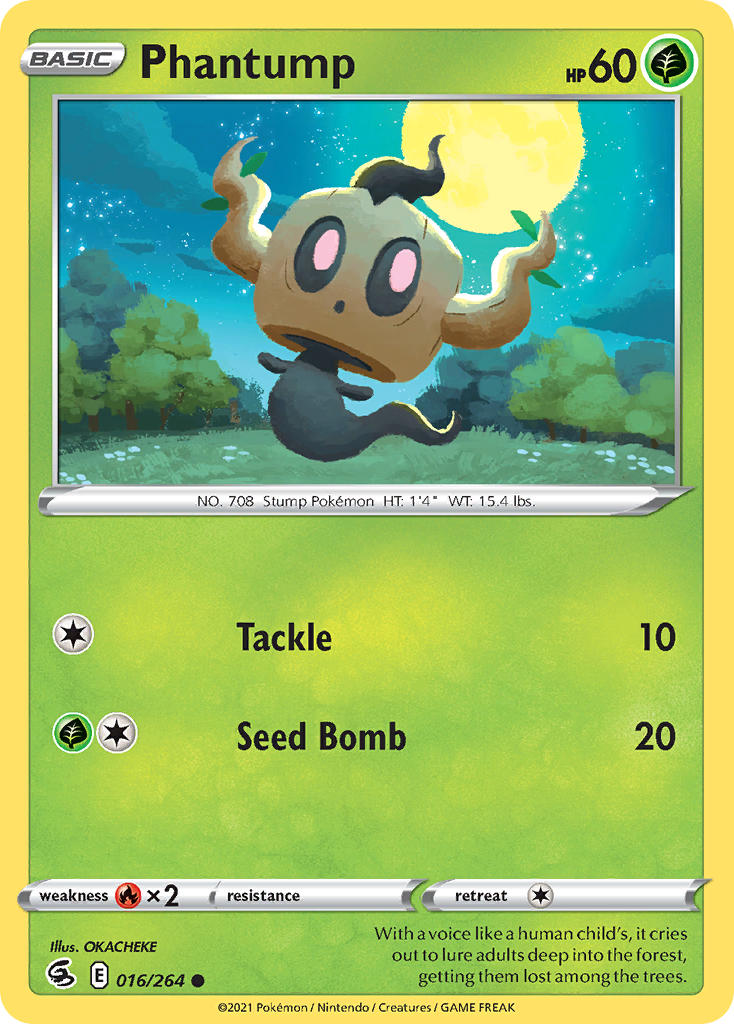 BASIC Phantump HP60
NO. 708 Stump Pokémon HT: 1'4" WT: 15.4 lbs.
Tackle 10
Seed Bomb 20
weakness ×2 resistance retreat
Illus. OKACHEKE
With a voice like a human child's, it cries
out to lure adults deep into the forest,
getting them lost among the trees.
E 016/264
©2021 Pokémon / Nintendo / Creatures / GAME FREAK